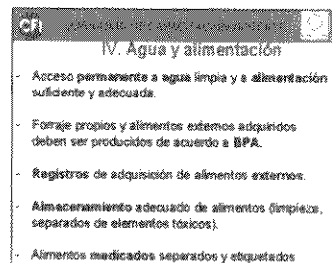 CFI
IV. Agua y alimentación
- Acceso permanente a agua limpia y a alimentación
suficiente y adecuada.
- Forraje propios y alimentos externos adquiridos
deben ser producidos de acuerdo a BPA.
- Registros de adquisición de alimentos externos.
- Almacenamiento adecuado de alimentos (limpieza,
separados de elementos tóxicos).
- Alimentos medicados separados y etiquetados